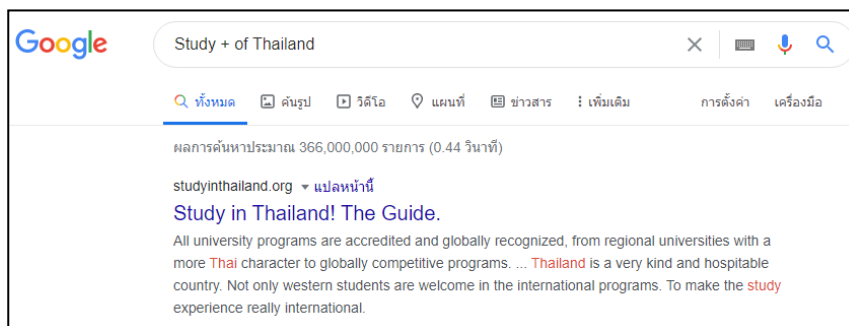 Google
Study + of Thailand
ทั้งหมด ค้นรูป วิดีโอ แผนที่ ข่าวสาร เพิ่มเติม การตั้งค่า เครื่องมือ
ผลการค้นหาประมาณ 366,000,000 รายการ (0.44 วินาที)
studyinthailand.org ▾ แปลหน้านี้
Study in Thailand! The Guide.
All university programs are accredited and globally recognized, from regional universities with a
more Thai character to globally competitive programs. ... Thailand is a very kind and hospitable
country. Not only western students are welcome in the international programs. To make the study
experience really international.